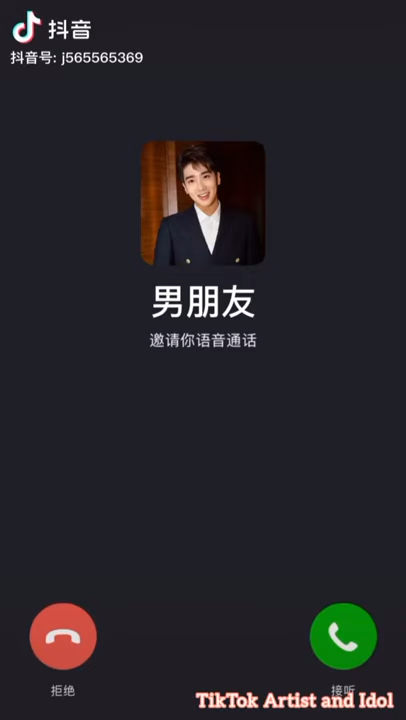 抖音
抖音号: j565565369
男朋友
邀请你语音通话
拒绝
接听
TikTok Artist and Idol